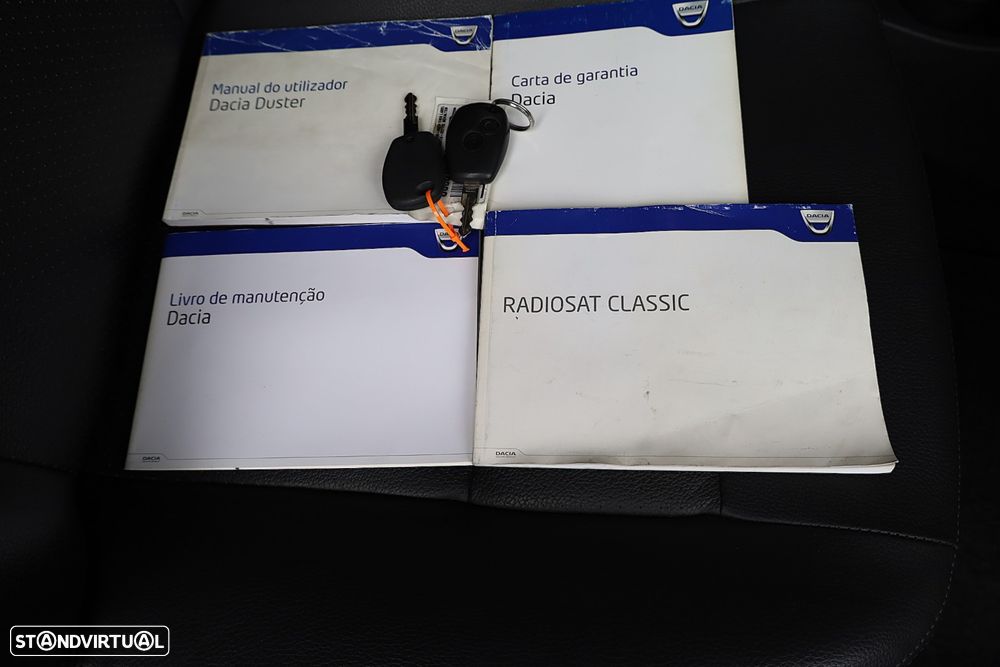 DACIA
Manual do utilizador
Dacia Duster
DACIA
DACIA
Carta de garantia
Dacia
Livro de manutenção
Dacia
DACIA
DACIA
RADIOSAT CLASSIC
DACIA
STANDVIRTUAL